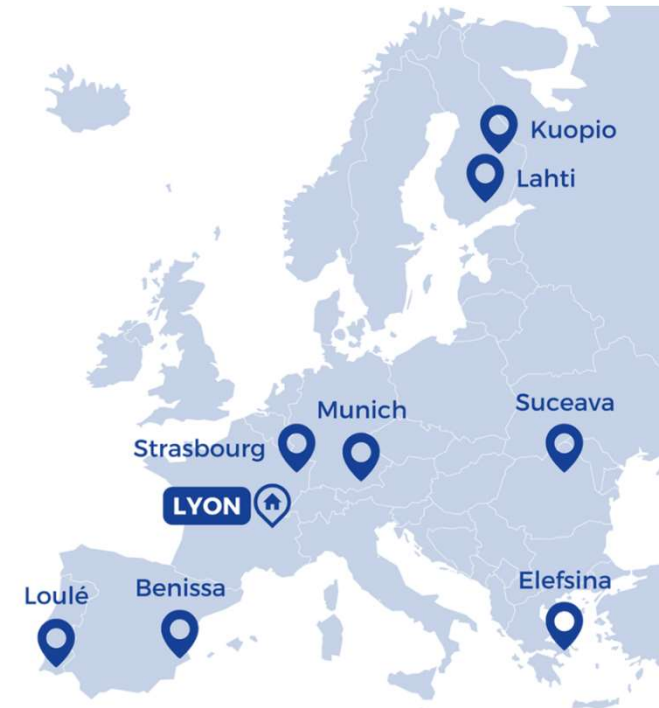 Kuopio
Lahti
Munich
Suceava
Strasbourg
LYON
Loulé
Benissa
Elefsina